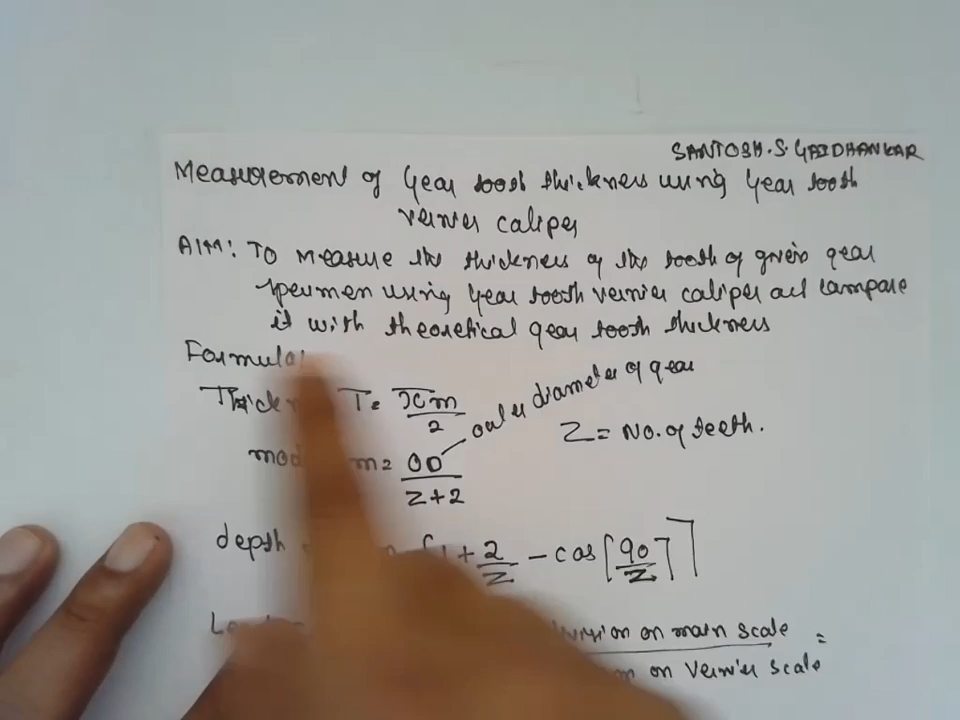 SANTOSH.S.GAIDHANKAR
Measurement of Gear tooth thickness using Gear tooth
vernier caliper
AIM: To measure the thickness of the tooth of given gear
specimen using Gear tooth vernier caliper and compare
it with theoretical gear tooth thickness
Formula
T= πm/2
m= OD/Z+2 outer diameter of gear
Z= No. of teeth.
depth 1+2/Z - cos[90/Z]]
on main scale =
on Vernier scale